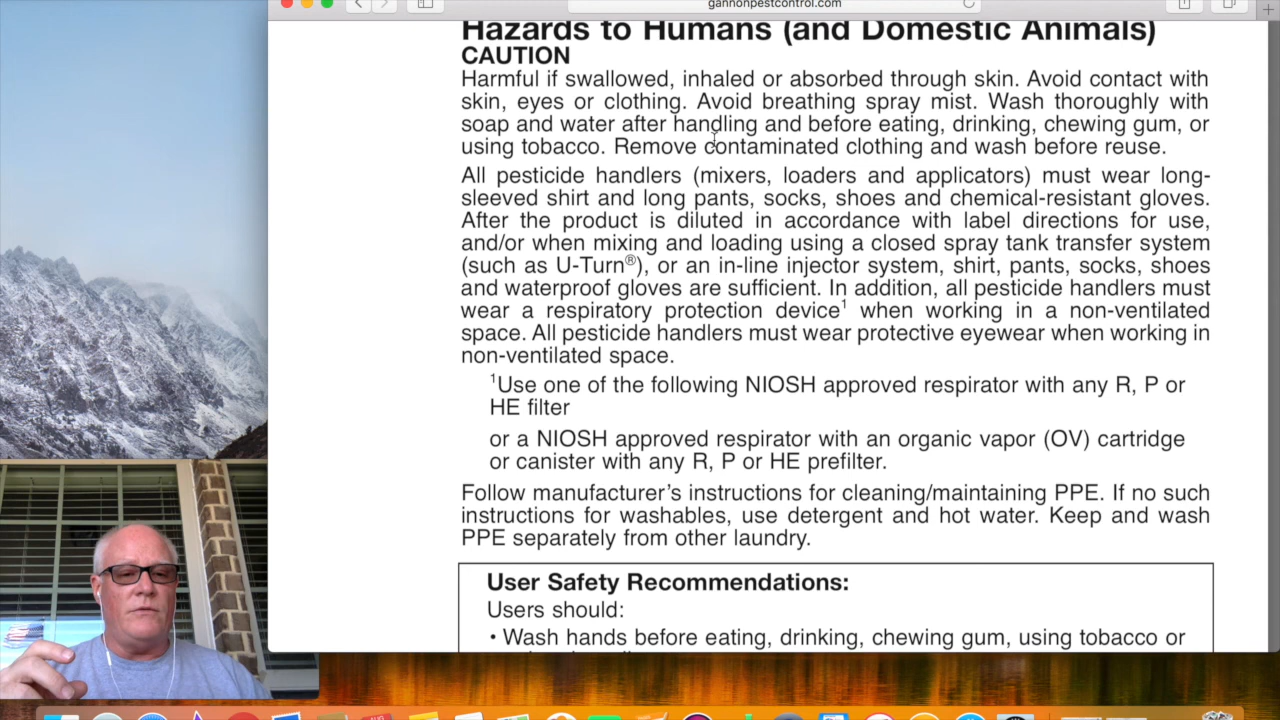 gannonpestcontrol.com
Hazards to Humans (and Domestic Animals)
CAUTION
Harmful if swallowed, inhaled or absorbed through skin. Avoid contact with
skin, eyes or clothing. Avoid breathing spray mist. Wash thoroughly with
soap and water after handling and before eating, drinking, chewing gum, or
using tobacco. Remove contaminated clothing and wash before reuse.
All pesticide handlers (mixers, loaders and applicators) must wear long-
sleeved shirt and long pants, socks, shoes and chemical-resistant gloves.
After the product is diluted in accordance with label directions for use,
and/or when mixing and loading using a closed spray tank transfer system
(such as U-Turn®), or an in-line injector system, shirt, pants, socks, shoes
and waterproof gloves are sufficient. In addition, all pesticide handlers must
wear a respiratory protection device¹ when working in a non-ventilated
space. All pesticide handlers must wear protective eyewear when working in
non-ventilated space.
¹Use one of the following NIOSH approved respirator with any R, P or
HE filter
or a NIOSH approved respirator with an organic vapor (OV) cartridge
or canister with any R, P or HE prefilter.
Follow manufacturer's instructions for cleaning/maintaining PPE. If no such
instructions for washables, use detergent and hot water. Keep and wash
PPE separately from other laundry.
User Safety Recommendations:
Users should:
• Wash hands before eating, drinking, chewing gum, using tobacco or